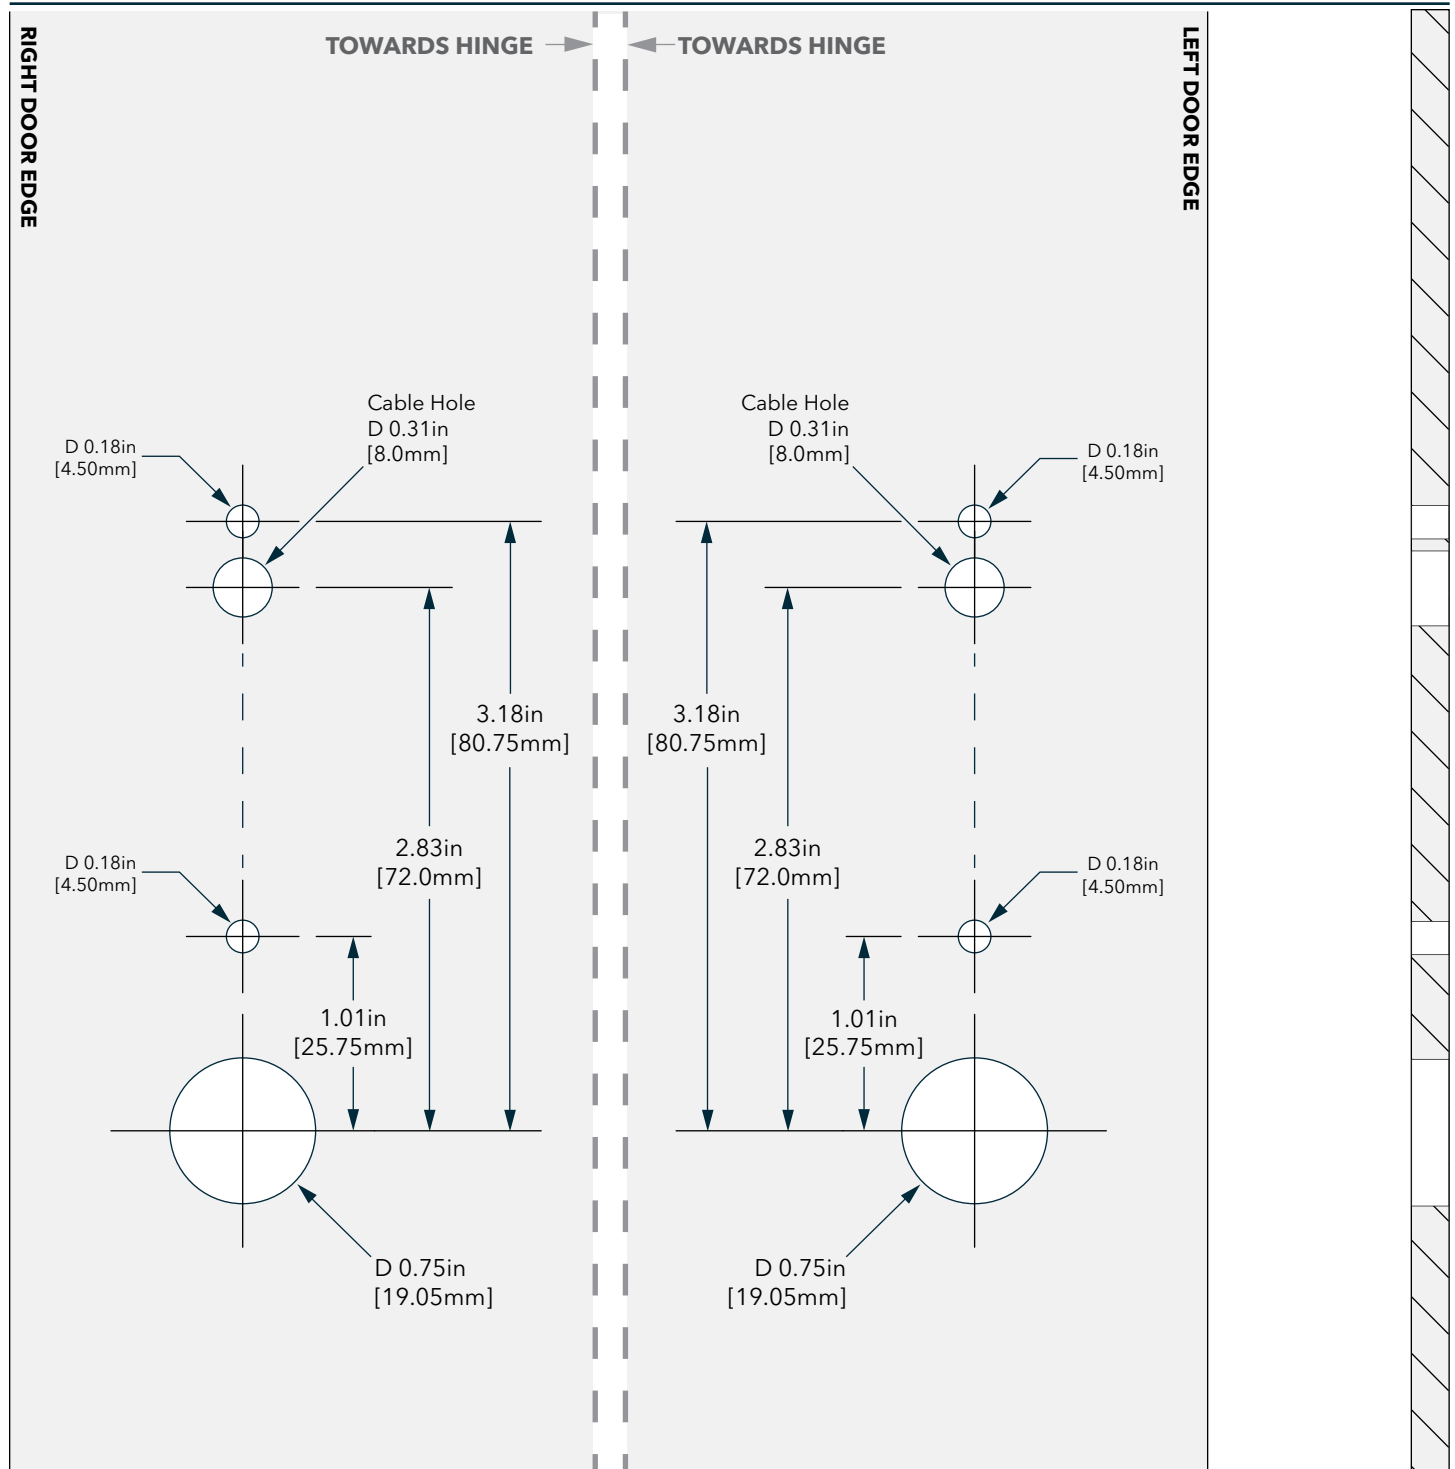 RIGHT DOOR EDGE
TOWARDS HINGE
TOWARDS HINGE
LEFT DOOR EDGE
Cable Hole
D 0.31in
[8.0mm]
D 0.18in
[4.50mm]
Cable Hole
D 0.31in
[8.0mm]
D 0.18in
[4.50mm]
3.18in
[80.75mm]
3.18in
[80.75mm]
2.83in
[72.0mm]
2.83in
[72.0mm]
D 0.18in
[4.50mm]
D 0.18in
[4.50mm]
1.01in
[25.75mm]
1.01in
[25.75mm]
D 0.75in
[19.05mm]
D 0.75in
[19.05mm]